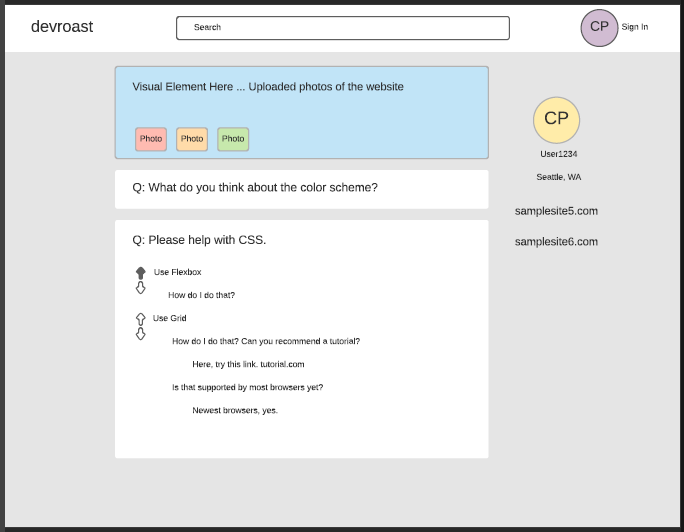 devroast
Search
CP
Sign In
Visual Element Here ... Uploaded photos of the website
Photo
Photo
Photo
Q: What do you think about the color scheme?
Q: Please help with CSS.
Use Flexbox
How do I do that?
Use Grid
How do I do that? Can you recommend a tutorial?
Here, try this link. tutorial.com
Is that supported by most browsers yet?
Newest browsers, yes.
CP
User1234
Seattle, WA
samplesite5.com
samplesite6.com